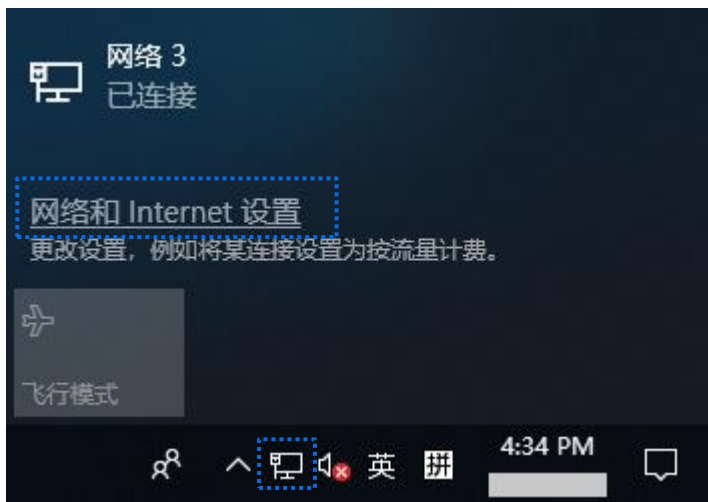 网络 3
已连接
网络和 Internet 设置
更改设置，例如将某连接设置为按流量计费。
飞行模式
英 拼 4:34 PM